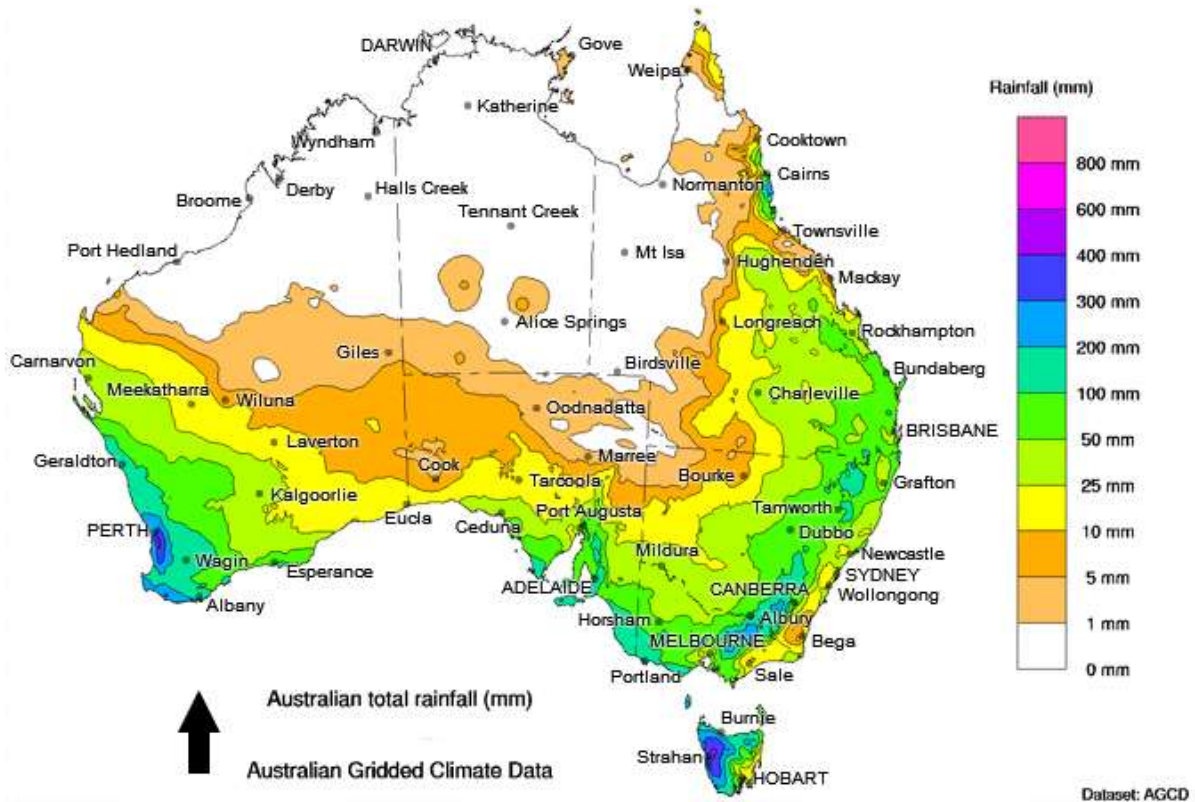 DARWIN
Gove
Weipa
Katherine
Wyndham
Cooktown
Cairns
Derby
Halls Creek
Normanton
Broome
Tennant Creek
Townsville
Port Hedland
Mt Isa
Hughenden
Mackay
Alice Springs
Longreach
Rockhampton
Giles
Birdsville
Carnarvon
Bundaberg
Meekatharra
Wiluna
Charleville
Oodnadatta
BRISBANE
Laverton
Marree
Geraldton
Cook
Bourke
Grafton
Kalgoorlie
Tarcoola
Tamworth
Eucla
Ceduna
Port Augusta
PERTH
Dubbo
Mildura
Newcastle
Wagin
Esperance
SYDNEY
ADELAIDE
CANBERRA
Wollongong
Albany
Horsham
Albury
MELBOURNE
Bega
Portland
Sale
Burnie
Strahan
HOBART
Rainfall (mm)
800 mm
600 mm
400 mm
300 mm
200 mm
100 mm
50 mm
25 mm
10 mm
5 mm
1 mm
0 mm
Australian total rainfall (mm)
Australian Gridded Climate Data
Dataset: AGCD